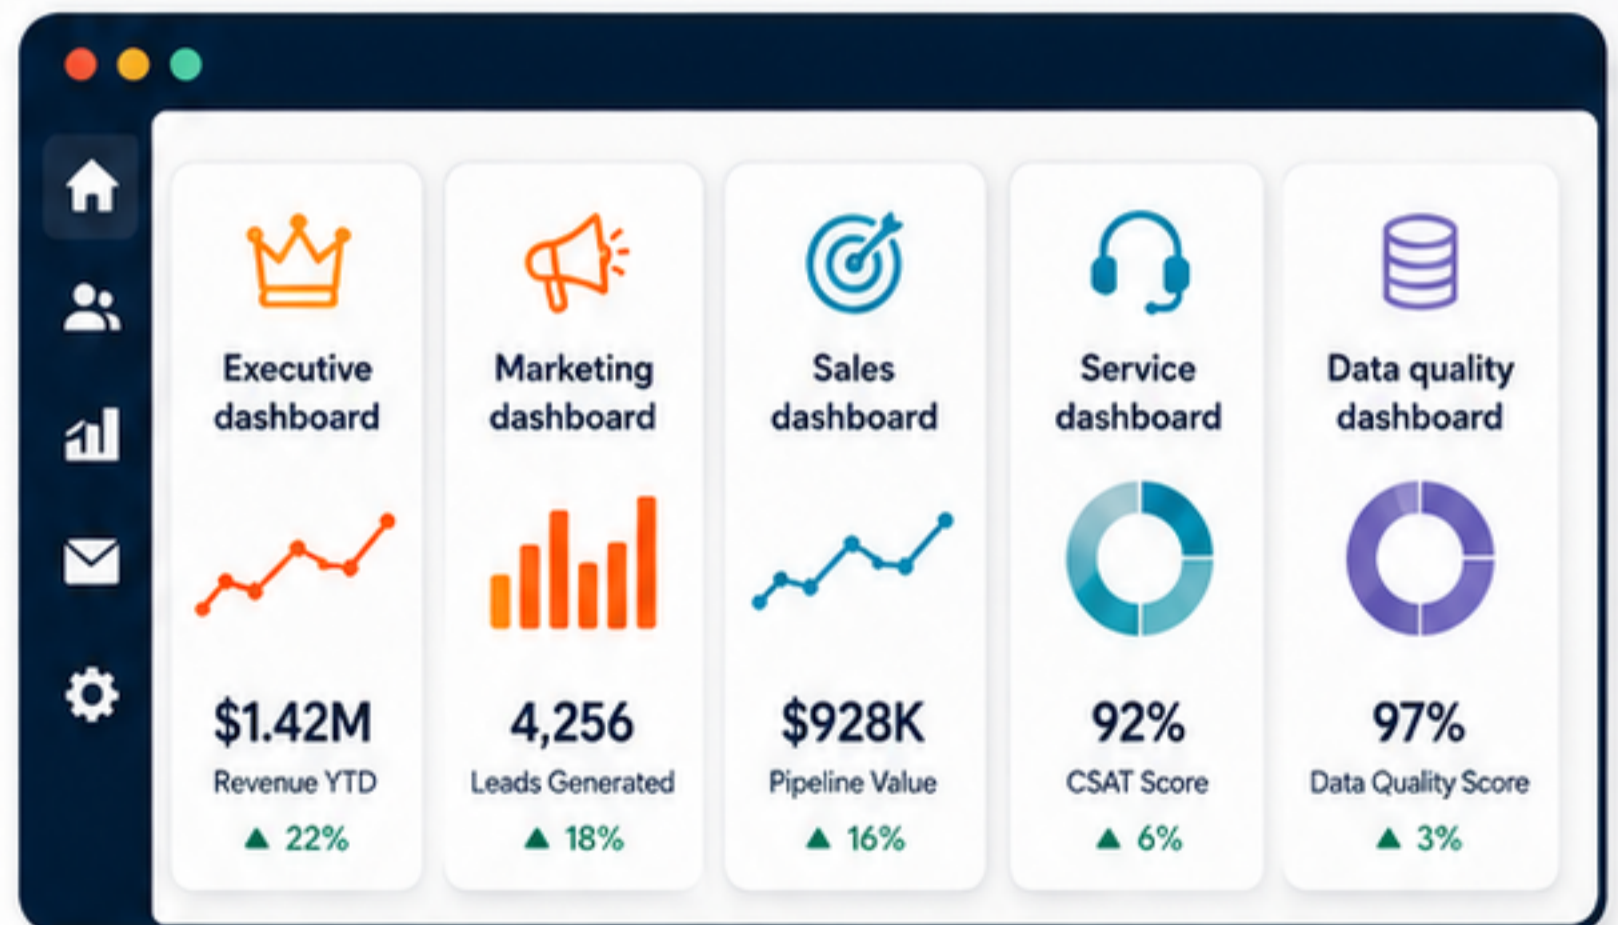 Executive
dashboard
$1.42M
Revenue YTD
▲ 22%
Marketing
dashboard
4,256
Leads Generated
▲ 18%
Sales
dashboard
$928K
Pipeline Value
▲ 16%
Service
dashboard
92%
CSAT Score
▲ 6%
Data quality
dashboard
97%
Data Quality Score
▲ 3%